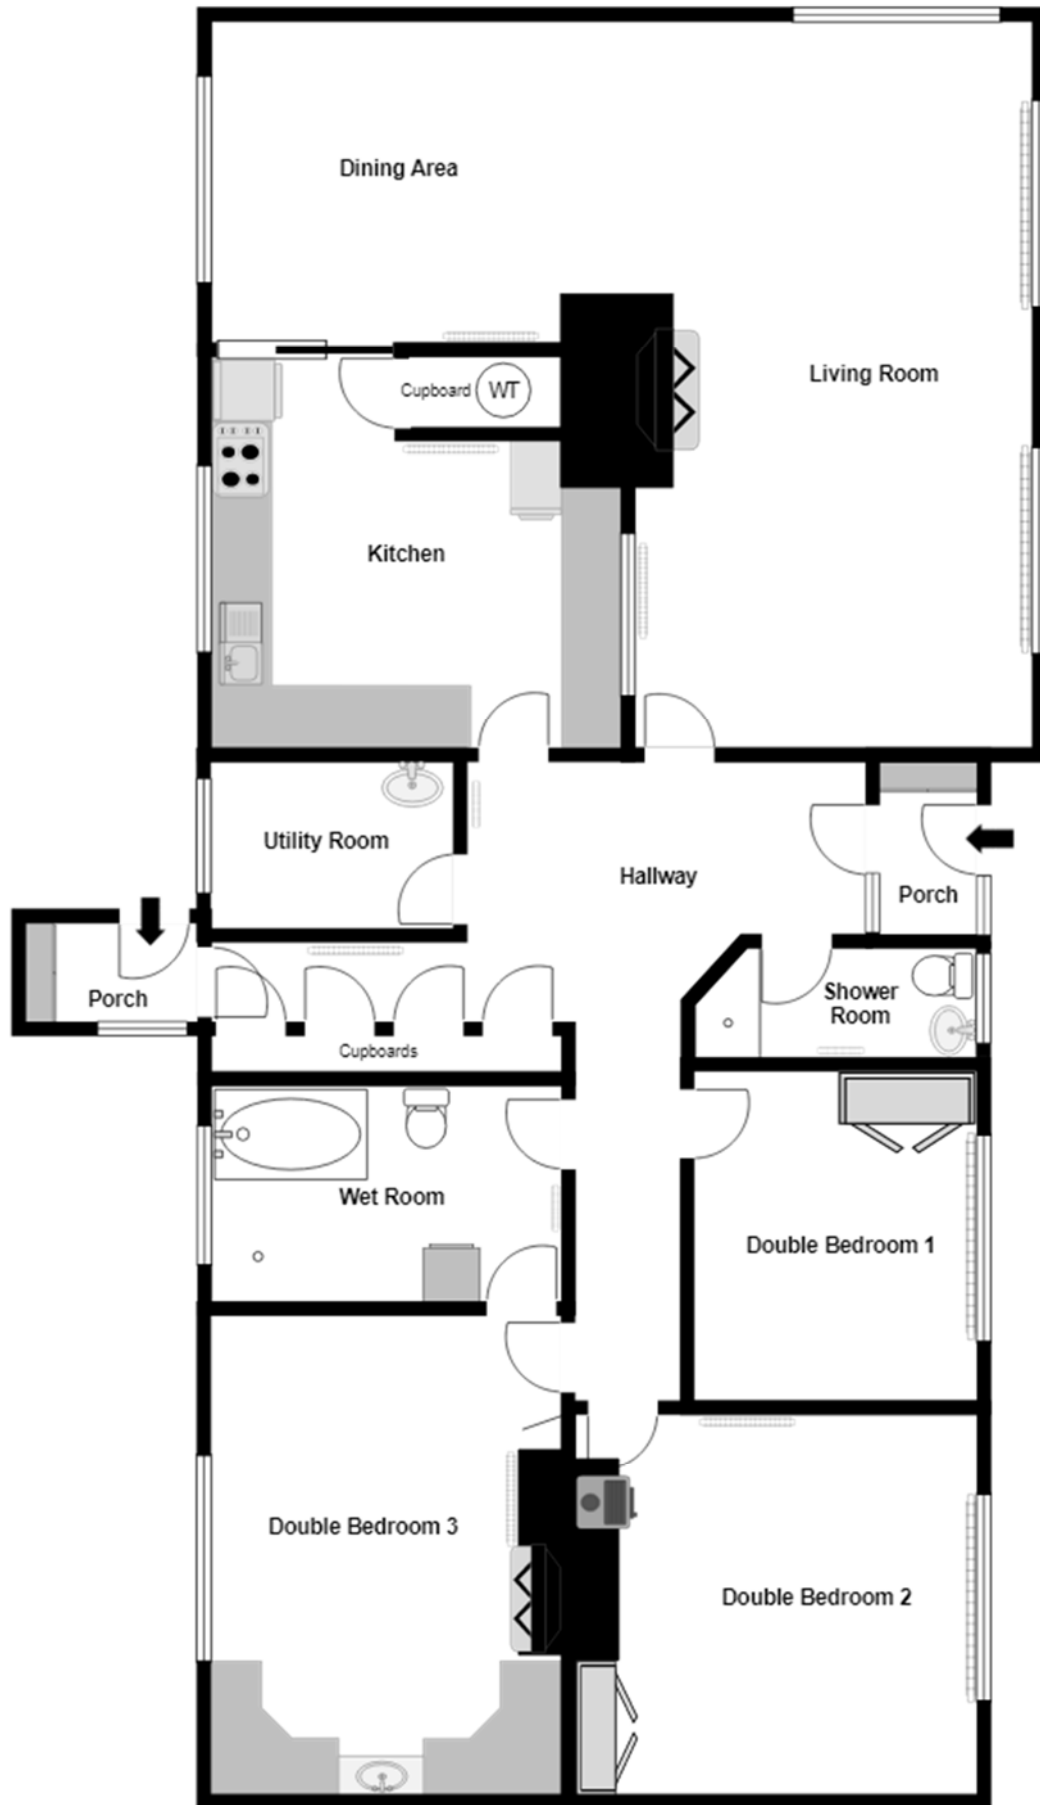 Dining Area
Living Room
Cupboard
WT
Kitchen
Utility Room
Hallway
Porch
Porch
Shower
Room
Cupboards
Wet Room
Double Bedroom 1
Double Bedroom 3
Double Bedroom 2